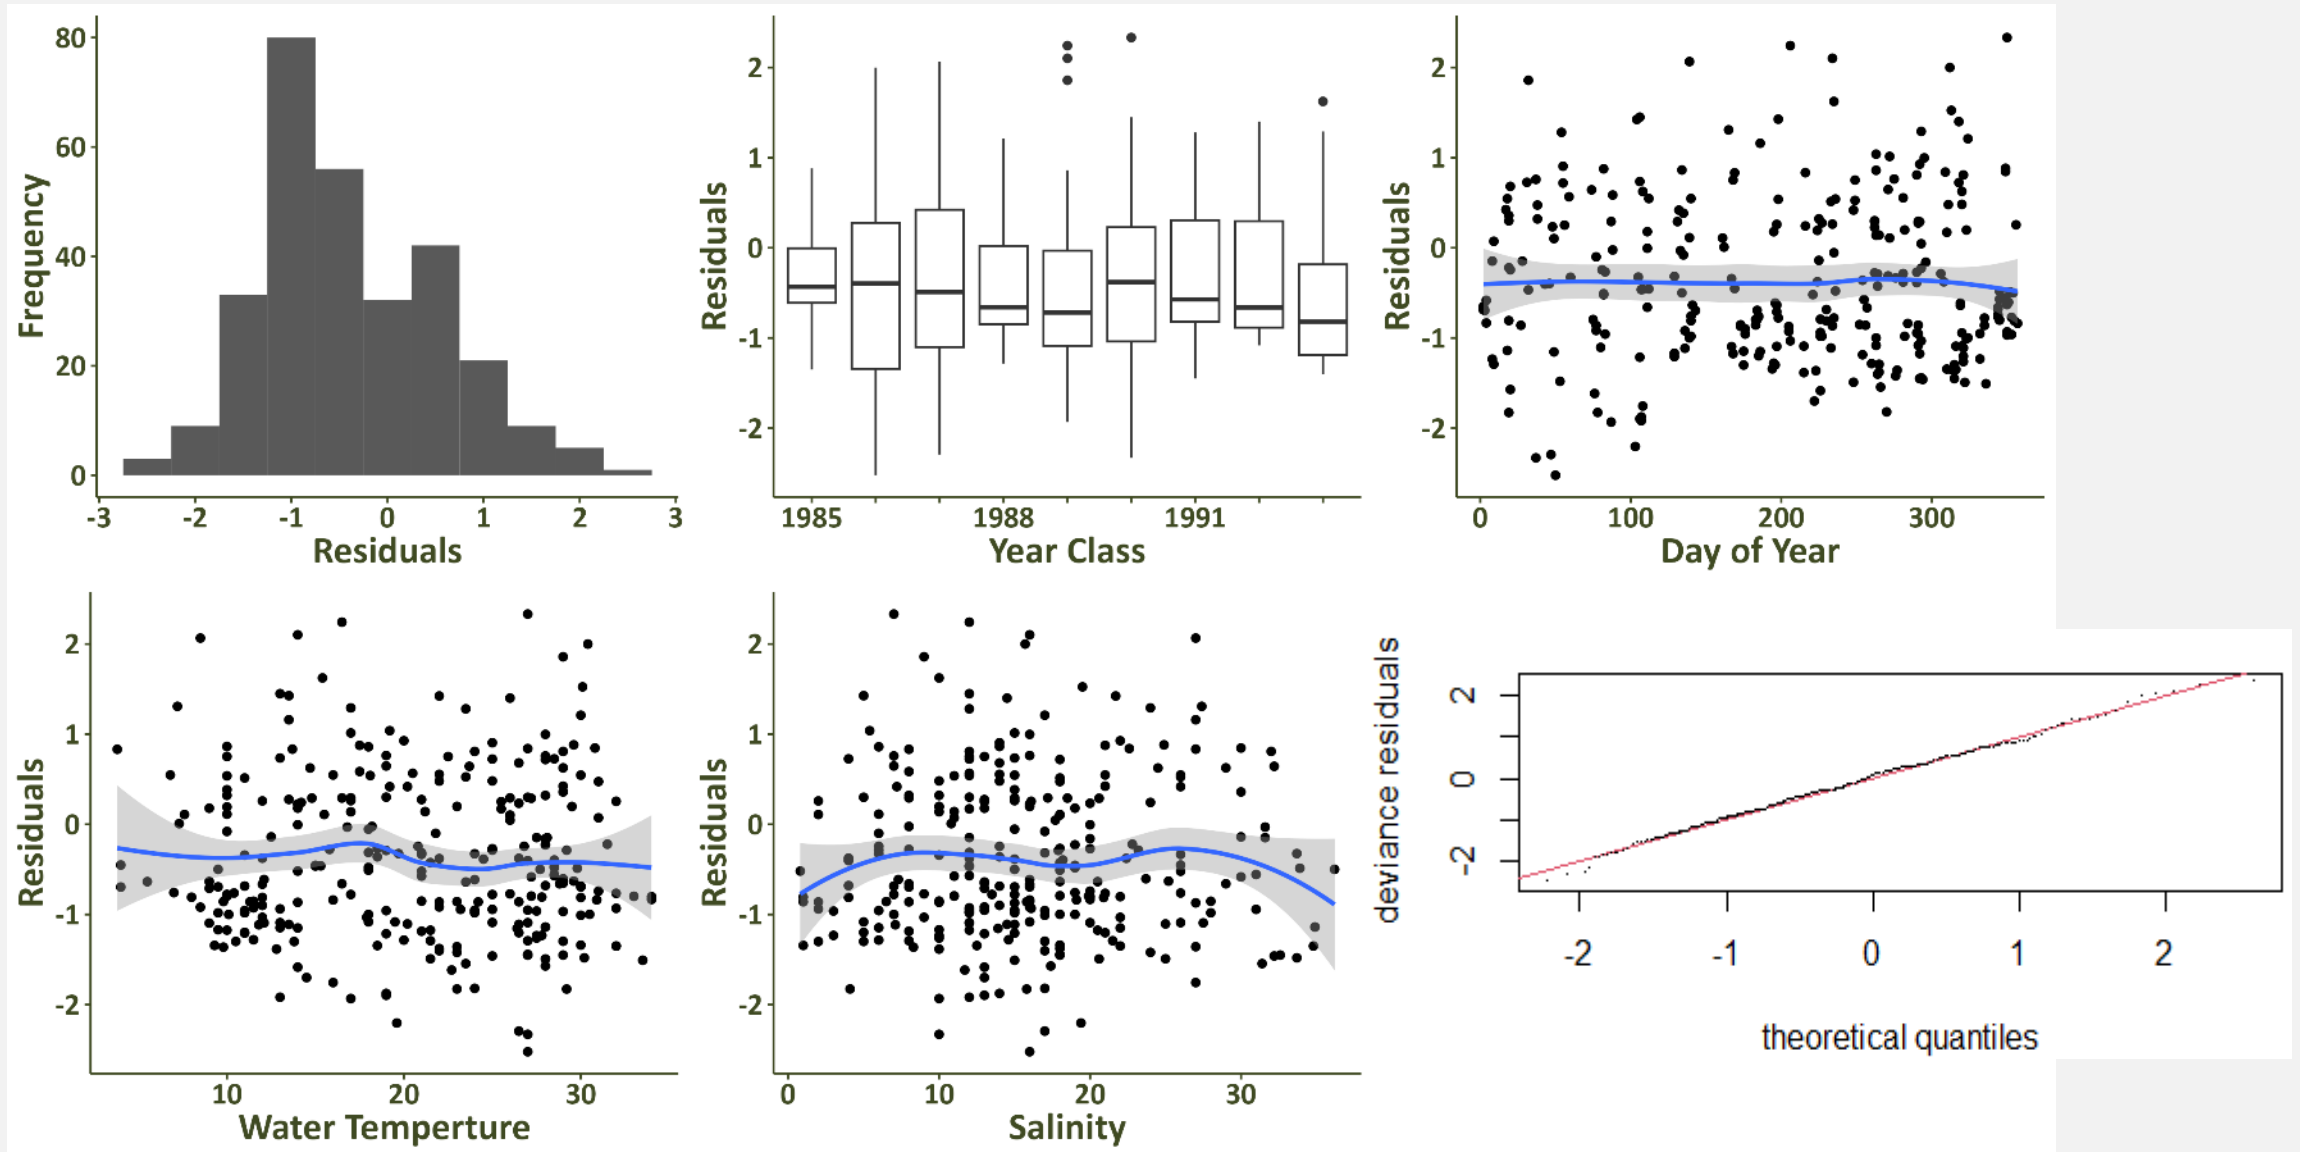 80
60
40
20
0
Frequency
-3 -2 -1 0 1 2 3
Residuals
2
1
0
-1
-2
Residuals
1985 1988 1991
Year Class
2
1
0
-1
-2
Residuals
0 100 200 300
Day of Year
2
1
0
-1
-2
Residuals
10 20 30
Water Temperture
2
1
0
-1
-2
Residuals
0 10 20 30
Salinity
deviance residuals
2
0
-2
-2 -1 0 1 2
theoretical quantiles